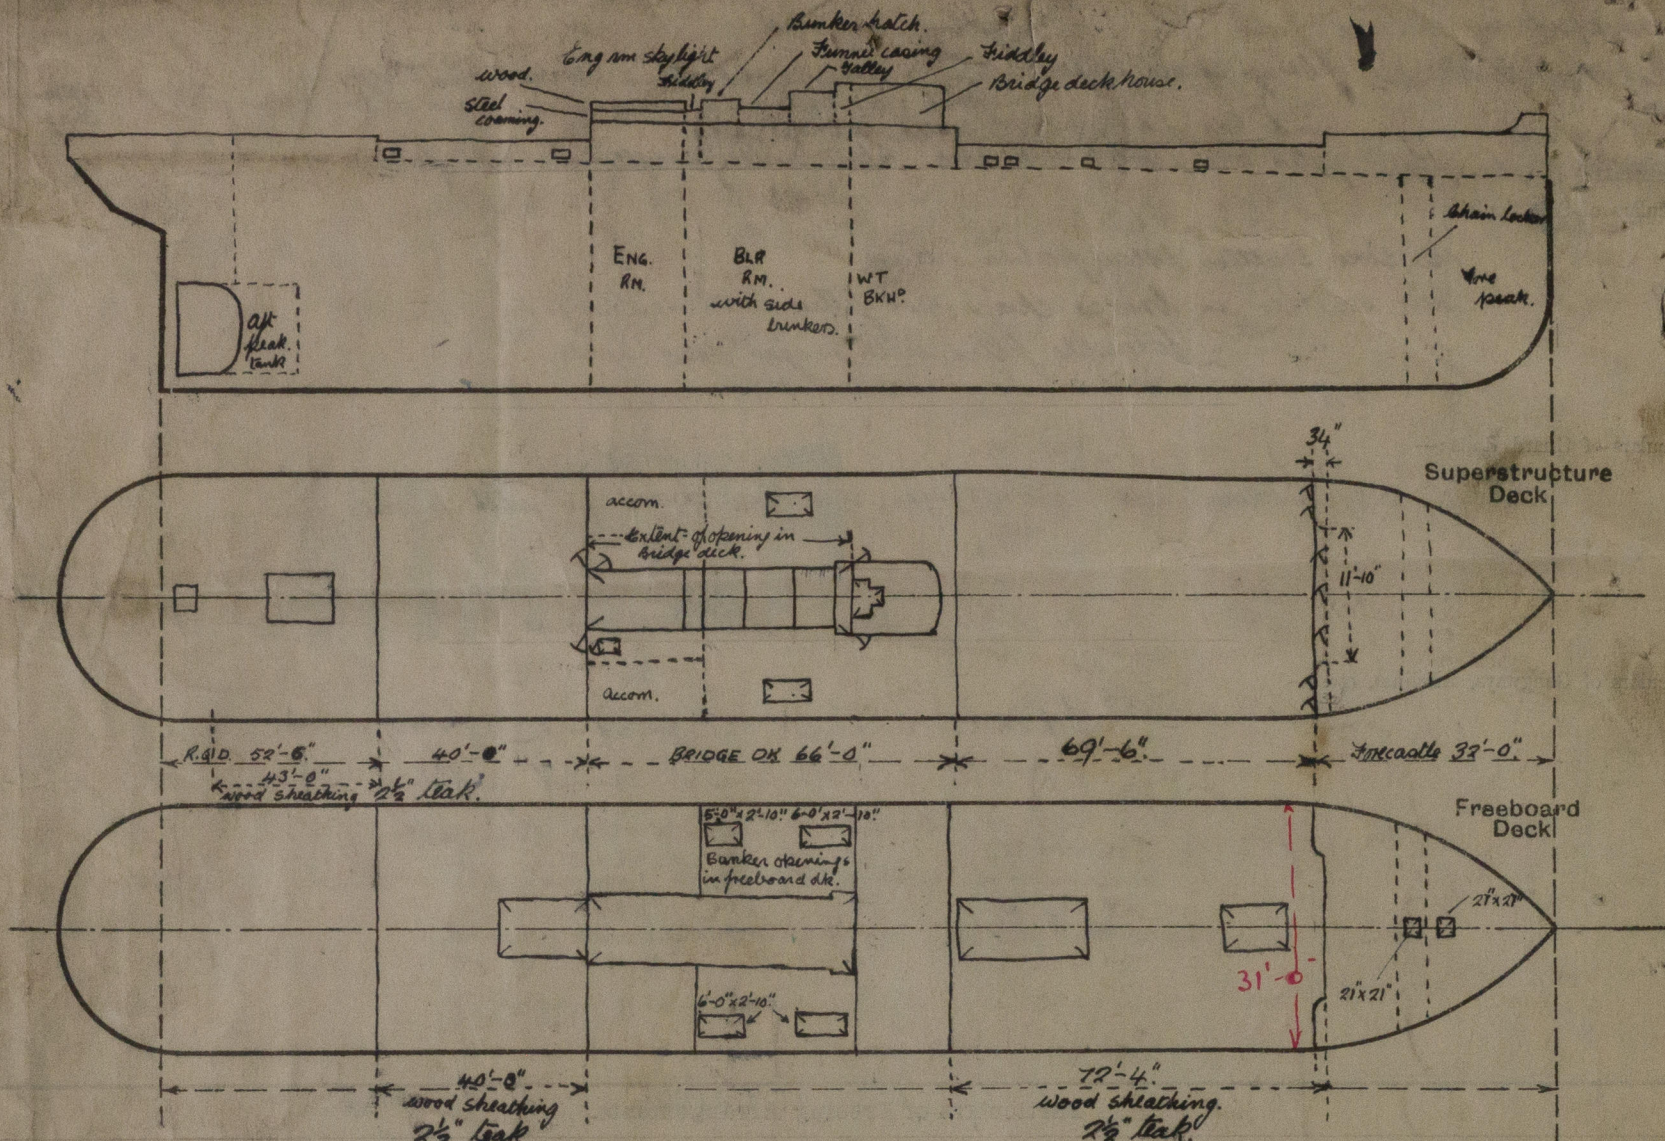 Bunker hatch.
Eng rm skylight
Funnel casing
Fiddley
wood.
Fiddley
Galley
Bridge deck house.
steel
coaming.
Chain locker
ENG.
RM.
BLR
RM.
with side
bunkers.
WT
BKHD.
Fore
peak.
Aft
peak.
tank
34"
Superstructure
Deck
accom.
Extent of opening in
Bridge deck.
11'-10"
accom.
R.Q.D. 52'-6"
40'-0"
BRIDGE DK 66'-0"
69'-6"
Forecastle 32'-0"
43'-0"
wood sheathing 2½" teak.
Freeboard
Deck
5'-0"x2'-10" 6'-0"x2'-10"
Bunker openings
in freeboard dk.
21"x21"
31'-0"
21"x21"
6'-0"x2'-10"
40'-0"
wood sheathing
2½" teak
72'-4"
wood sheathing.
2½" teak.